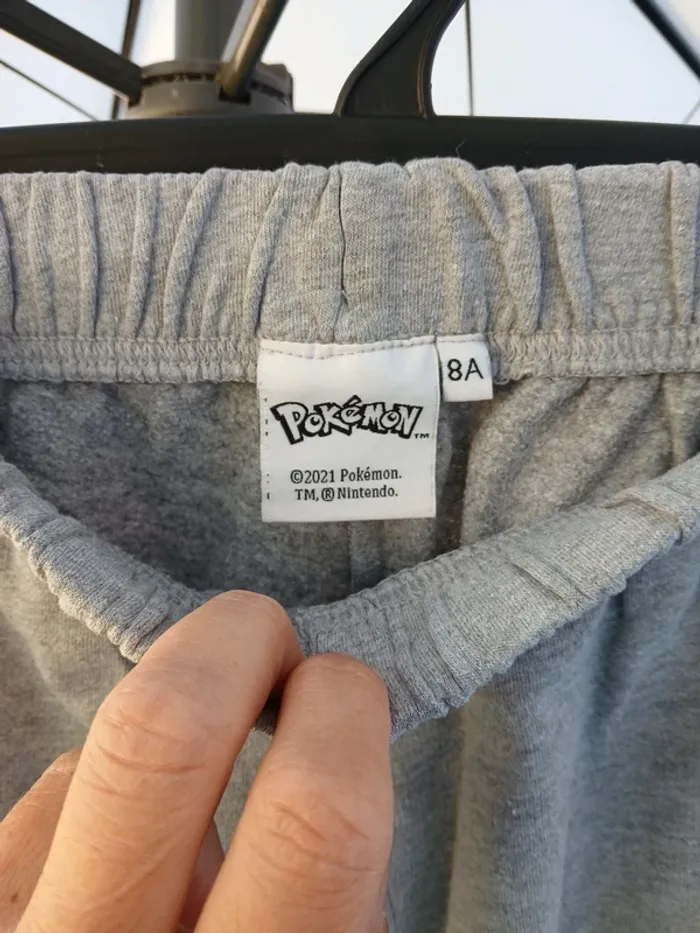 POKéMON™
8A
©2021 Pokémon.
TM, ® Nintendo.